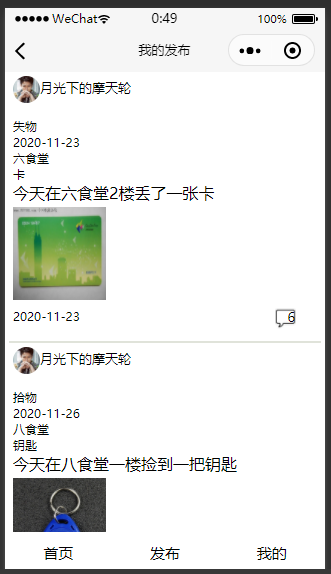 WeChat 0:49 100%
我的发布
月光下的摩天轮
失物
2020-11-23
六食堂
卡
今天在六食堂2楼丢了一张卡
2020-11-23 6
月光下的摩天轮
拾物
2020-11-26
八食堂
钥匙
今天在八食堂一楼捡到一把钥匙
首页 发布 我的